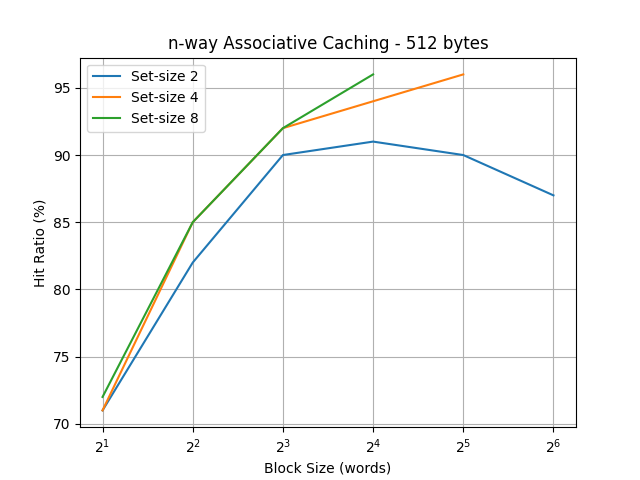 n-way Associative Caching - 512 bytes
Set-size 2
Set-size 4
Set-size 8
95
90
85
80
75
70
Hit Ratio (%)
2¹ 2² 2³ 2⁴ 2⁵ 2⁶
Block Size (words)